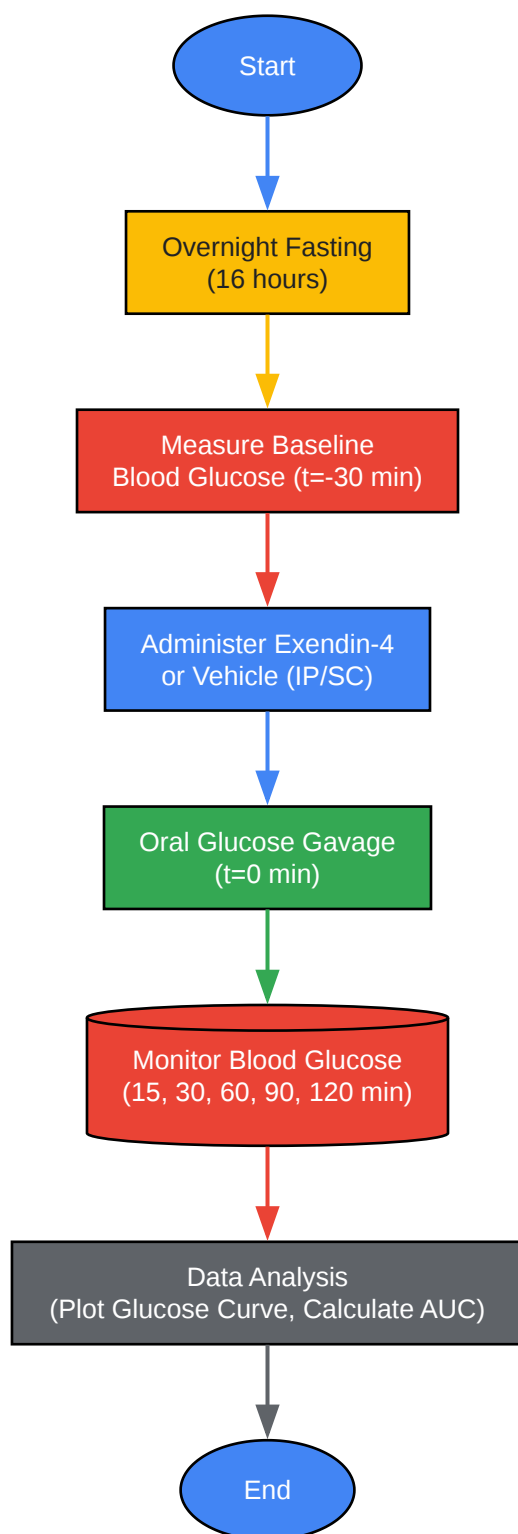 Start
Overnight Fasting
(16 hours)
Measure Baseline
Blood Glucose (t=-30 min)
Administer Exendin-4
or Vehicle (IP/SC)
Oral Glucose Gavage
(t=0 min)
Monitor Blood Glucose
(15, 30, 60, 90, 120 min)
Data Analysis
(Plot Glucose Curve, Calculate AUC)
End